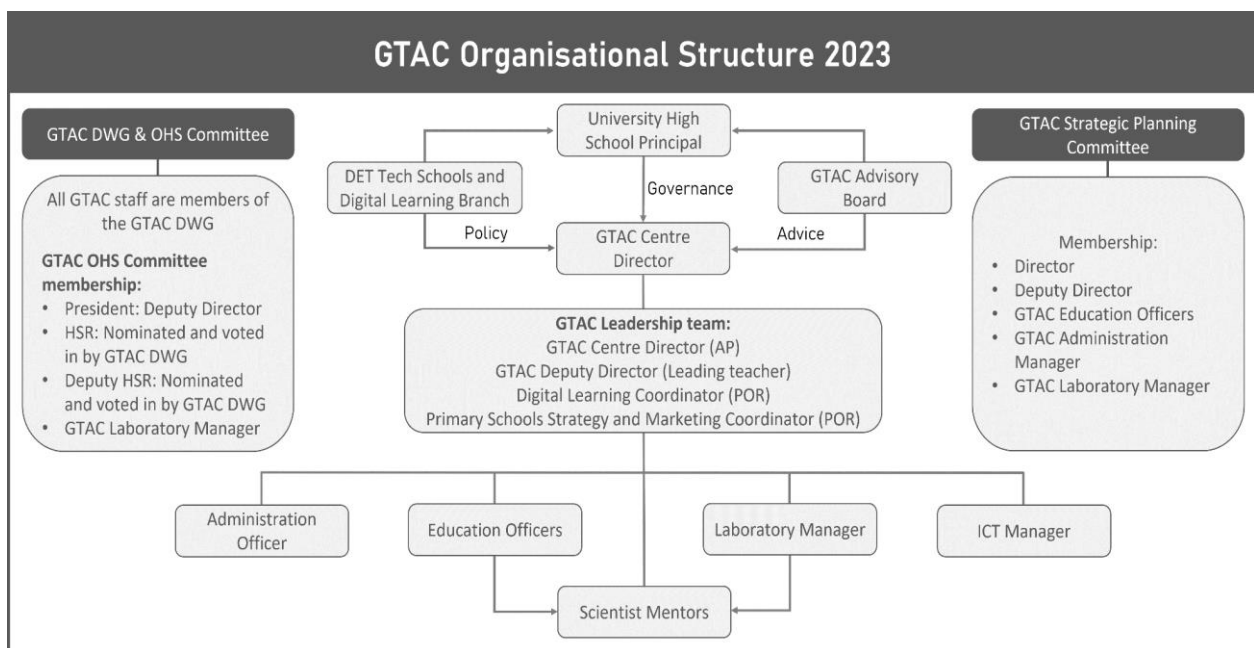 GTAC Organisational Structure 2023
GTAC DWG & OHS Committee
All GTAC staff are members of
the GTAC DWG
GTAC OHS Committee
membership:
• President: Deputy Director
• HSR: Nominated and voted
in by GTAC DWG
• Deputy HSR: Nominated
and voted in by GTAC DWG
• GTAC Laboratory Manager
University High
School Principal
DET Tech Schools and
Digital Learning Branch
Governance
GTAC Advisory
Board
Policy
GTAC Centre
Director
Advice
GTAC Leadership team:
GTAC Centre Director (AP)
GTAC Deputy Director (Leading teacher)
Digital Learning Coordinator (POR)
Primary Schools Strategy and Marketing Coordinator (POR)
GTAC Strategic Planning
Committee
Membership:
• Director
• Deputy Director
• GTAC Education Officers
• GTAC Administration
Manager
• GTAC Laboratory Manager
Administration
Officer
Education Officers
Laboratory Manager
ICT Manager
Scientist Mentors